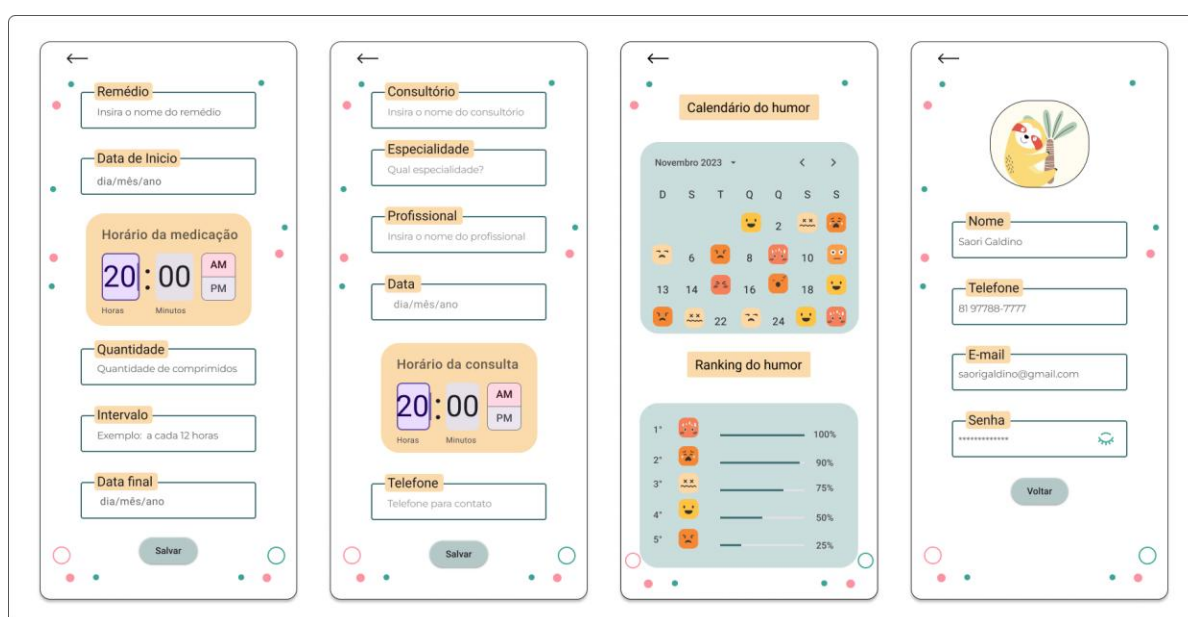 Remédio
Insira o nome do remédio
Data de Inicio
dia/mês/ano
Horário da medicação
20 : 00
AM
PM
Horas Minutos
Quantidade
Quantidade de comprimidos
Intervalo
Exemplo: a cada 12 horas
Data final
dia/mês/ano
Salvar
Consultório
Insira o nome do consultório
Especialidade
Qual especialidade?
Profissional
Insira o nome do profissional
Data
dia/mês/ano
Horário da consulta
20 : 00
AM
PM
Horas Minutos
Telefone
Telefone para contato
Salvar
Calendário do humor
Novembro 2023
D S T Q Q S S
2
6 8 10
13 14 16 18
22 24
Ranking do humor
1° 100%
2° 90%
3° 75%
4° 50%
5° 25%
Nome
Saori Galdino
Telefone
81 97788-7777
E-mail
saorigaldino@gmail.com
Senha
*************
Voltar